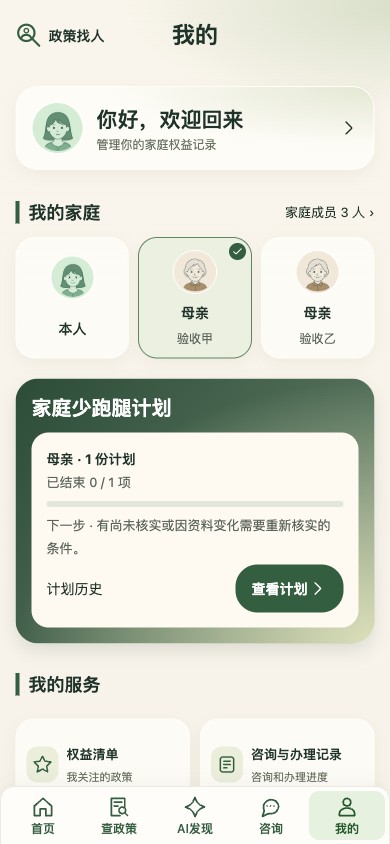 政策找人
我的
你好，欢迎回来
管理你的家庭权益记录
我的家庭
家庭成员 3 人 ›
本人
母亲
验收甲
母亲
验收乙
家庭少跑腿计划
母亲 · 1 份计划
已结束 0 / 1 项
下一步 · 有尚未核实或因资料变化需要重新核实的
条件。
计划历史
查看计划
我的服务
权益清单
我关注的政策
咨询与办理记录
咨询和办理进度
首页
查政策
AI发现
咨询
我的